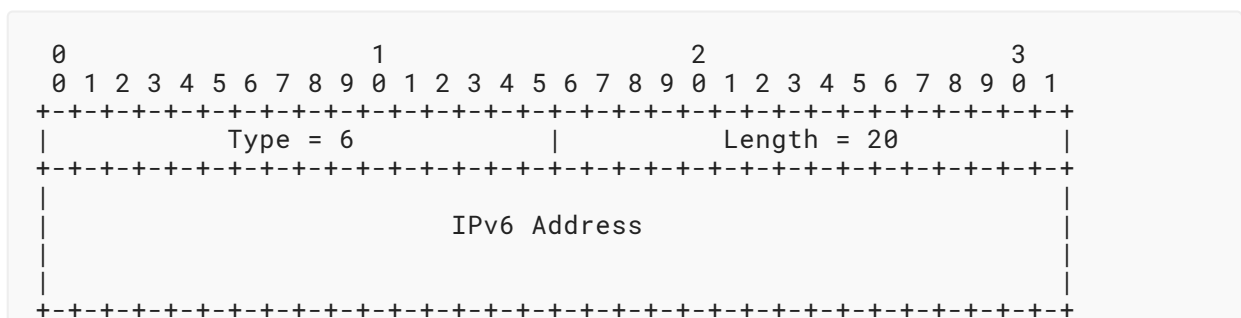 0                   1                   2                   3
 0 1 2 3 4 5 6 7 8 9 0 1 2 3 4 5 6 7 8 9 0 1 2 3 4 5 6 7 8 9 0 1
+-+-+-+-+-+-+-+-+-+-+-+-+-+-+-+-+-+-+-+-+-+-+-+-+-+-+-+-+-+-+-+-+
|           Type = 6            |          Length = 20          |
+-+-+-+-+-+-+-+-+-+-+-+-+-+-+-+-+-+-+-+-+-+-+-+-+-+-+-+-+-+-+-+-+
|                                                               |
|                         IPv6 Address                          |
|                                                               |
|                                                               |
+-+-+-+-+-+-+-+-+-+-+-+-+-+-+-+-+-+-+-+-+-+-+-+-+-+-+-+-+-+-+-+-+